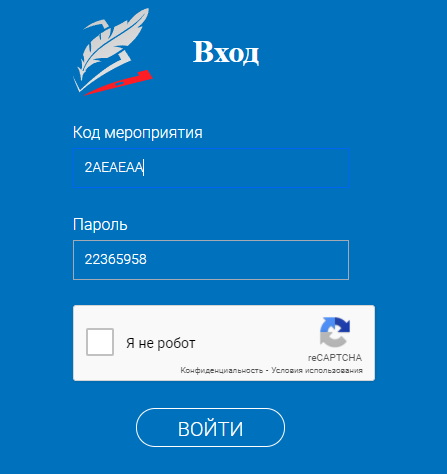 Вход
Код мероприятия
2AEAEAA
Пароль
22365958
Я не робот
reCAPTCHA
Конфиденциальность - Условия использования
ВОЙТИ